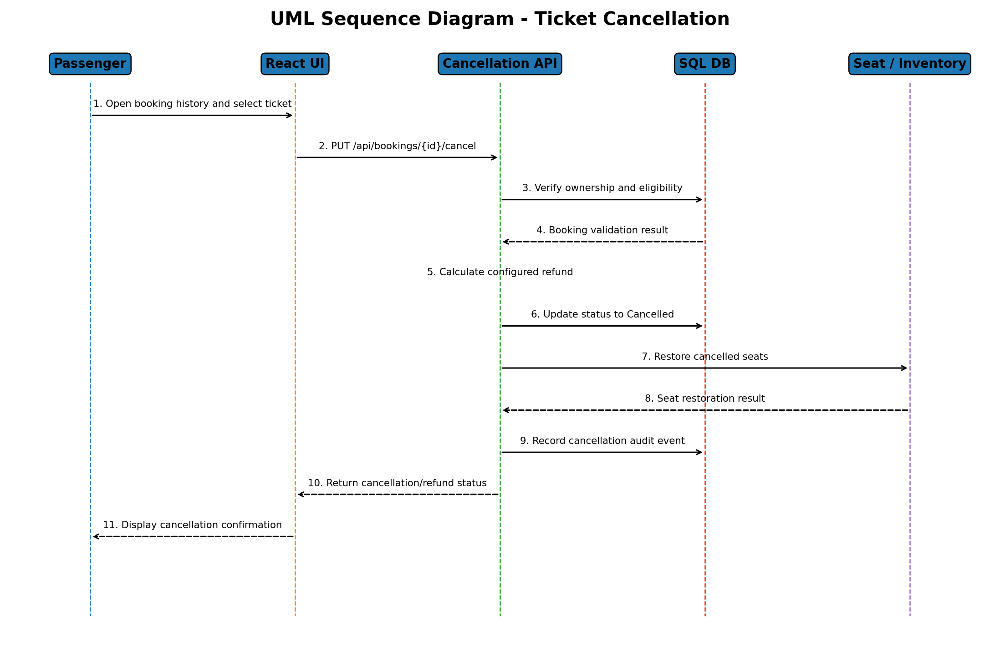 UML Sequence Diagram - Ticket Cancellation
Passenger
React UI
Cancellation API
SQL DB
Seat / Inventory
1. Open booking history and select ticket
2. PUT /api/bookings/{id}/cancel
3. Verify ownership and eligibility
4. Booking validation result
5. Calculate configured refund
6. Update status to Cancelled
7. Restore cancelled seats
8. Seat restoration result
9. Record cancellation audit event
10. Return cancellation/refund status
11. Display cancellation confirmation